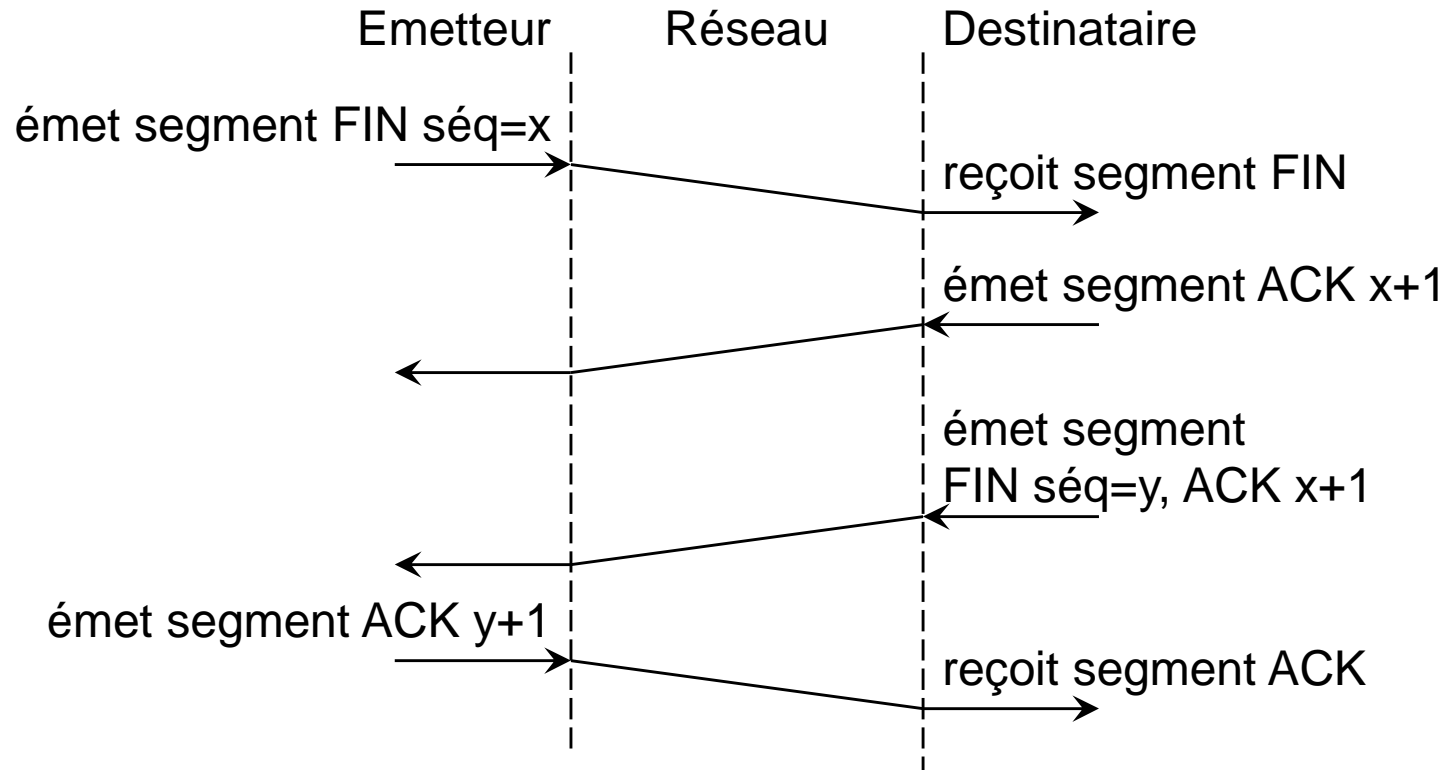 Emetteur
Réseau
Destinataire
émet segment FIN séq=x
reçoit segment FIN
émet segment ACK x+1
émet segment
FIN séq=y, ACK x+1
émet segment ACK y+1
reçoit segment ACK